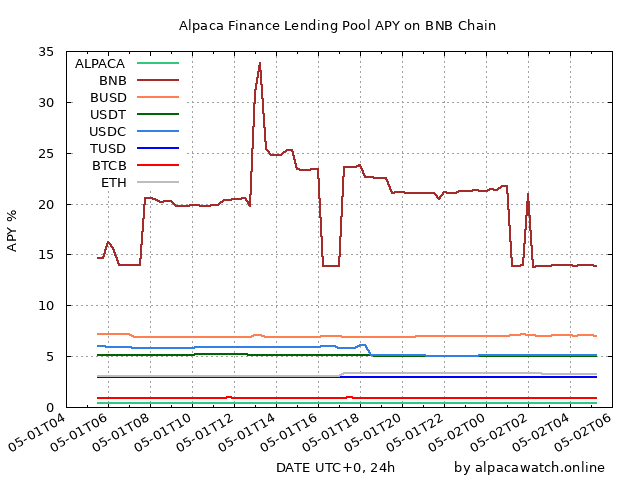 Alpaca Finance Lending Pool APY on BNB Chain
35
30
25
20
15
10
5
0
APY %
ALPACA
BNB
BUSD
USDT
USDC
TUSD
BTCB
ETH
05-01T04
05-01T06
05-01T08
05-01T10
05-01T12
05-01T14
05-01T16
05-01T18
05-01T20
05-01T22
05-02T00
05-02T02
05-02T04
05-02T06
DATE UTC+0, 24h
by alpacawatch.online